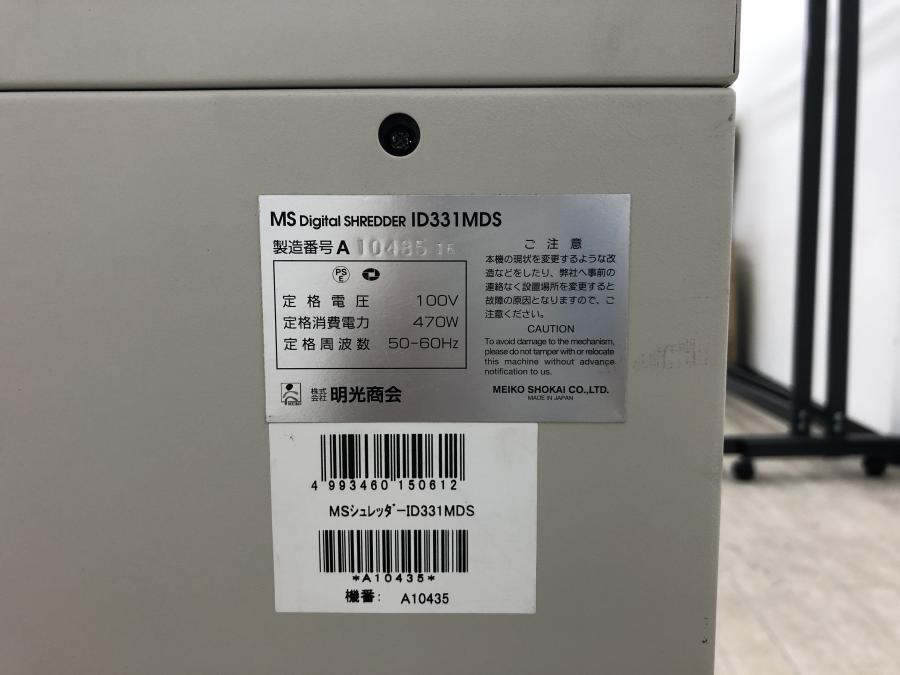 MS Digital SHREDDER ID331MDS
製造番号 A 10435 15
PS E
定格電圧 100V
定格消費電力 470W
定格周波数 50-60Hz
ご注意
本機の現状を変更するような改
造などをしたり、弊社へ事前の
連絡なく設置場所を変更すると
故障の原因となりますので、ご
注意ください。
CAUTION
To avoid damage to the mechanism,
please do not tamper with or relocate
this machine without advance
notification to us.
株式会社 明光商会
MEIKO SHOKAI CO.,LTD.
MADE IN JAPAN
4 993460 150612
MSシュレッダーID331MDS
*A10435*
機番: A10435